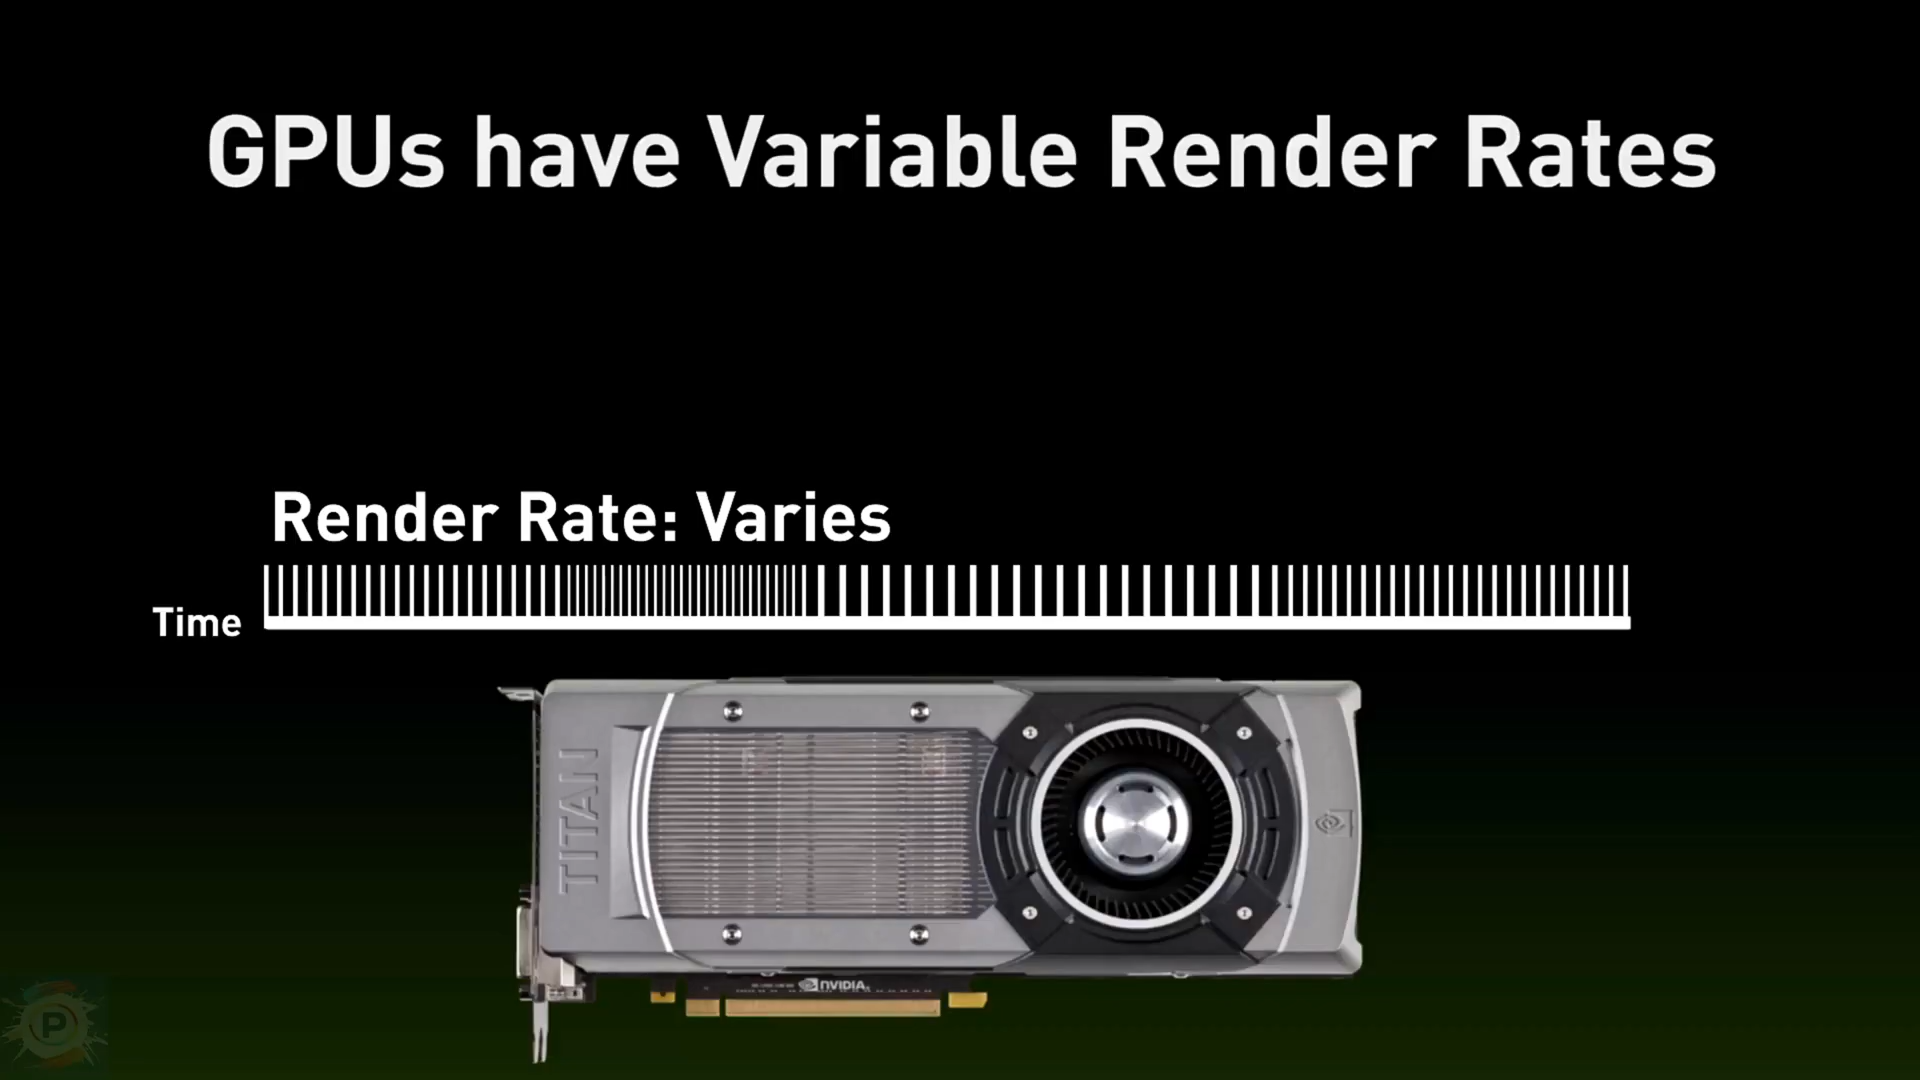 GPUs have Variable Render Rates
Render Rate: Varies
Time
TITAN
NVIDIA
P